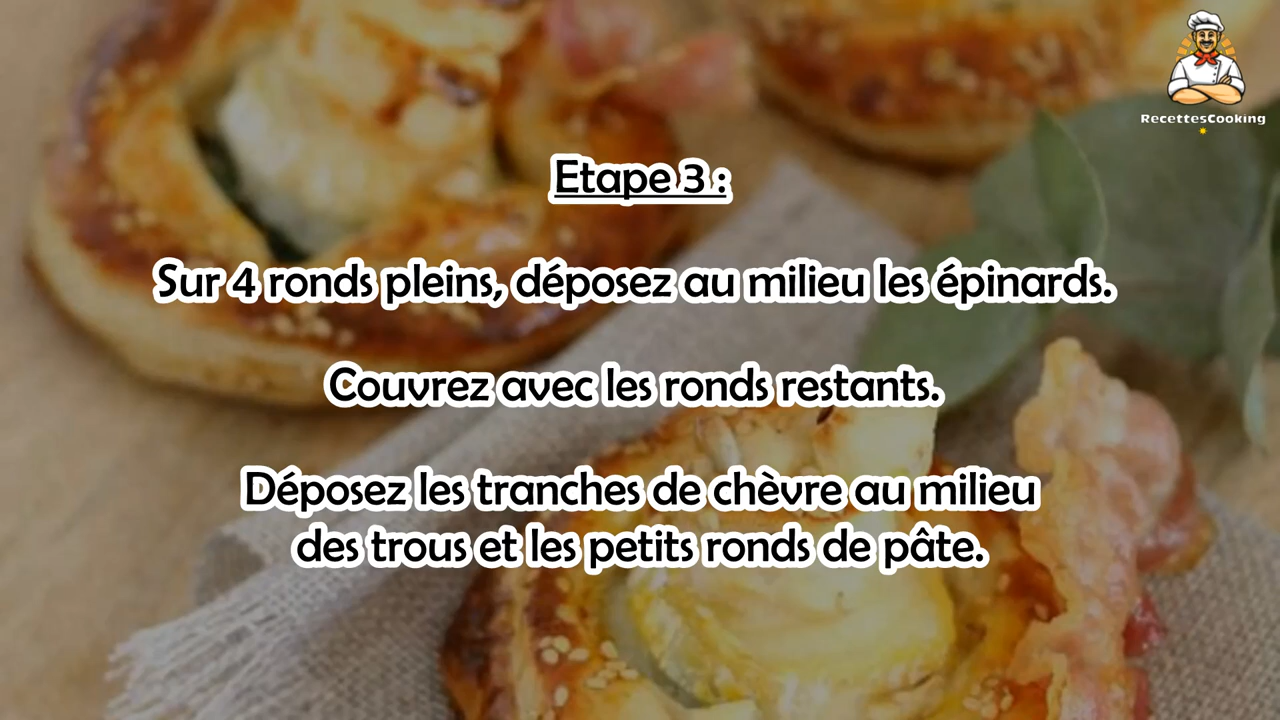 RecettesCooking
Etape 3 :
Sur 4 ronds pleins, déposez au milieu les épinards.
Couvrez avec les ronds restants.
Déposez les tranches de chèvre au milieu
des trous et les petits ronds de pâte.